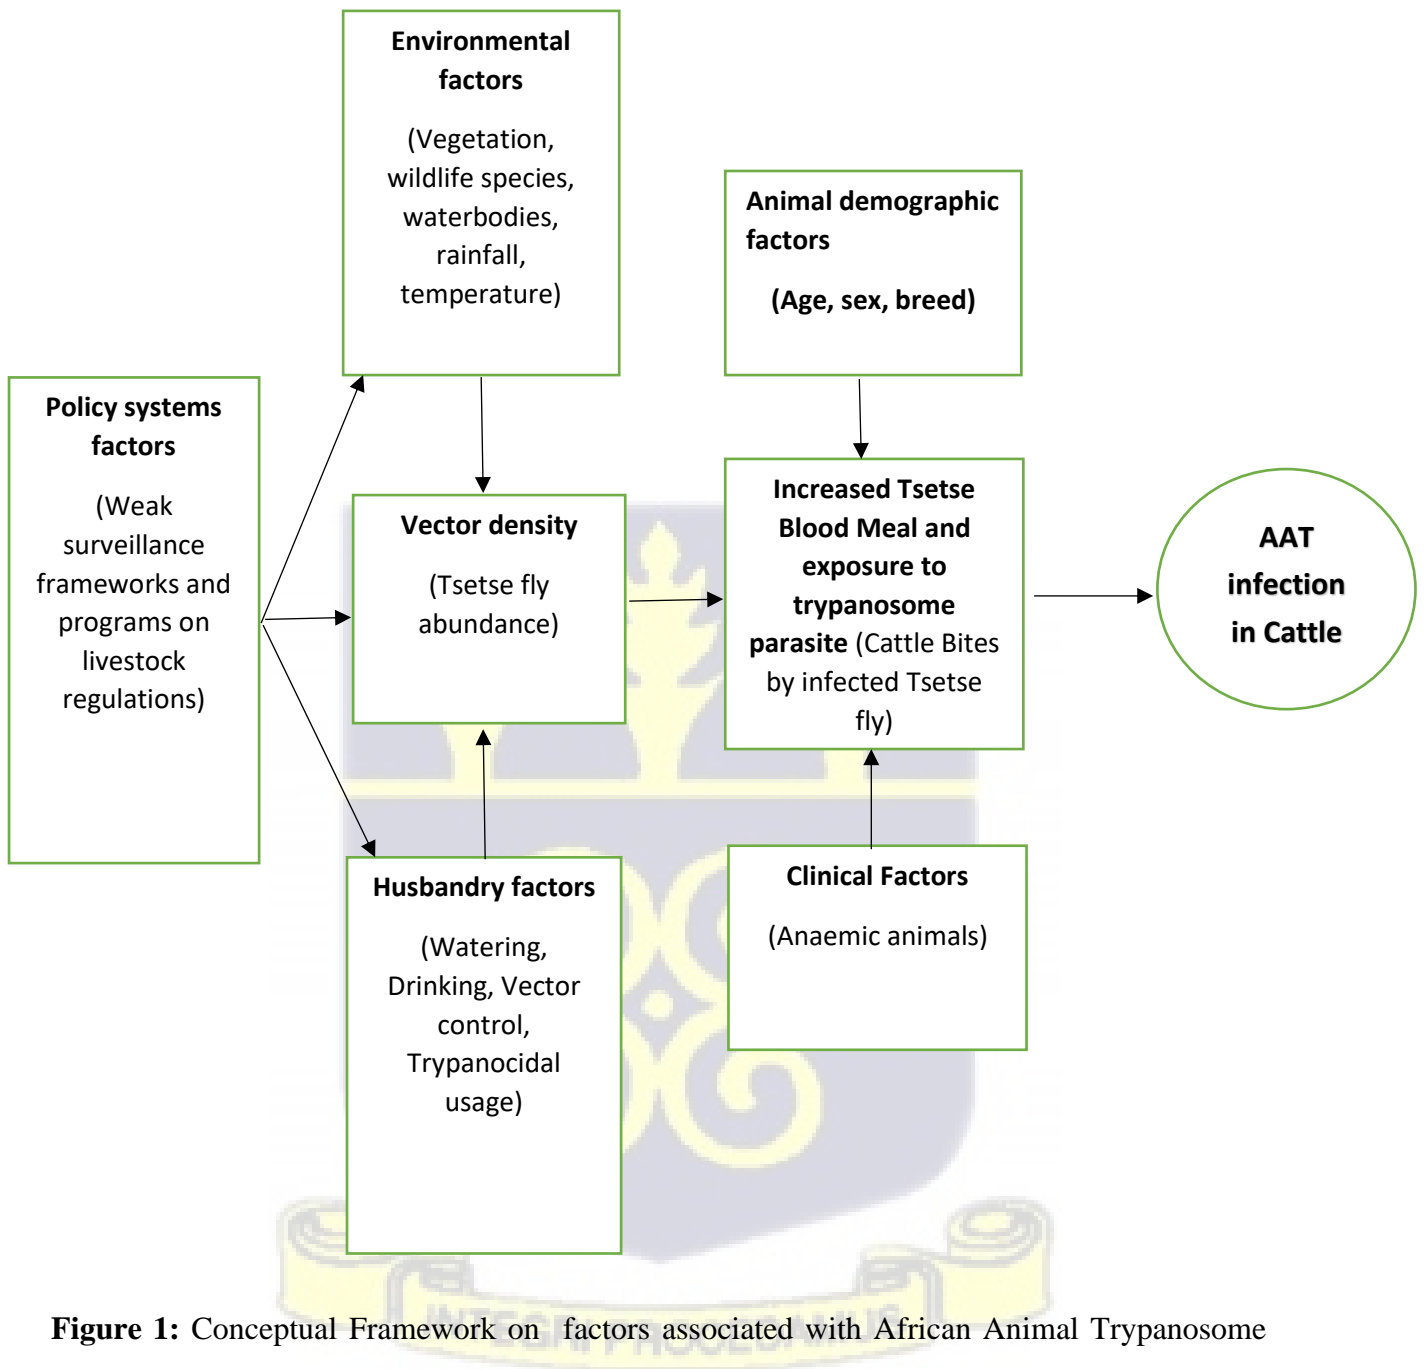 Environmental
factors
(Vegetation,
wildlife species,
waterbodies,
rainfall,
temperature)
Animal demographic
factors
(Age, sex, breed)
Policy systems
factors
(Weak
surveillance
frameworks and
programs on
livestock
regulations)
Vector density
(Tsetse fly
abundance)
Increased Tsetse
Blood Meal and
exposure to
trypanosome
parasite (Cattle Bites
by infected Tsetse
fly)
AAT
infection
in Cattle
Husbandry factors
(Watering,
Drinking, Vector
control,
Trypanocidal
usage)
Clinical Factors
(Anaemic animals)
INTEGRI PROCEDAMUS
Figure 1: Conceptual Framework on factors associated with African Animal Trypanosome